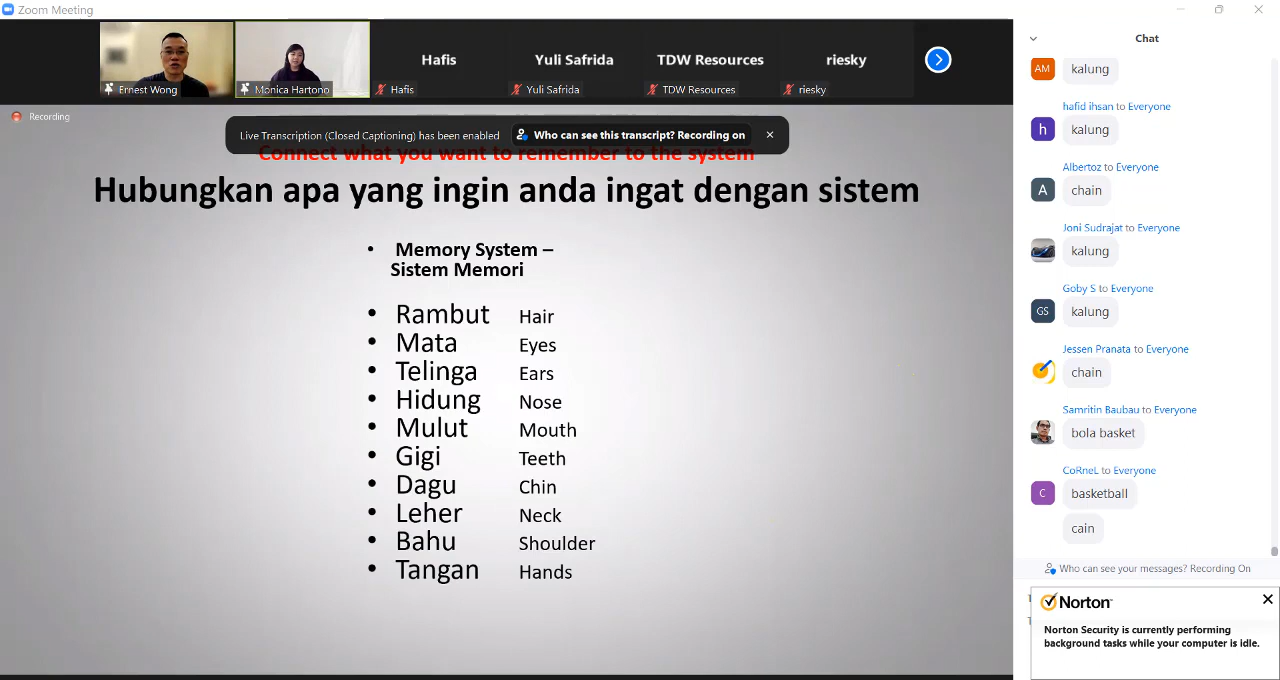 Zoom Meeting
Ernest Wong
Monica Hartono
Hafis
Hafis
Yuli Safrida
Yuli Safrida
TDW Resources
TDW Resources
riesky
riesky
Recording
Live Transcription (Closed Captioning) has been enabled
Who can see this transcript? Recording on
Connect what you want to remember to the system
Hubungkan apa yang ingin anda ingat dengan sistem
• Memory System –
Sistem Memori
• Rambut Hair
• Mata Eyes
• Telinga Ears
• Hidung Nose
• Mulut Mouth
• Gigi Teeth
• Dagu Chin
• Leher Neck
• Bahu Shoulder
• Tangan Hands
Chat
AM
kalung
hafid ihsan to Everyone
h
kalung
Albertoz to Everyone
A
chain
Joni Sudrajat to Everyone
kalung
Goby S to Everyone
GS
kalung
Jessen Pranata to Everyone
chain
Samritin Baubau to Everyone
bola basket
CoRneL to Everyone
C
basketball
cain
Who can see your messages? Recording On
Norton
Norton Security is currently performing
background tasks while your computer is idle.